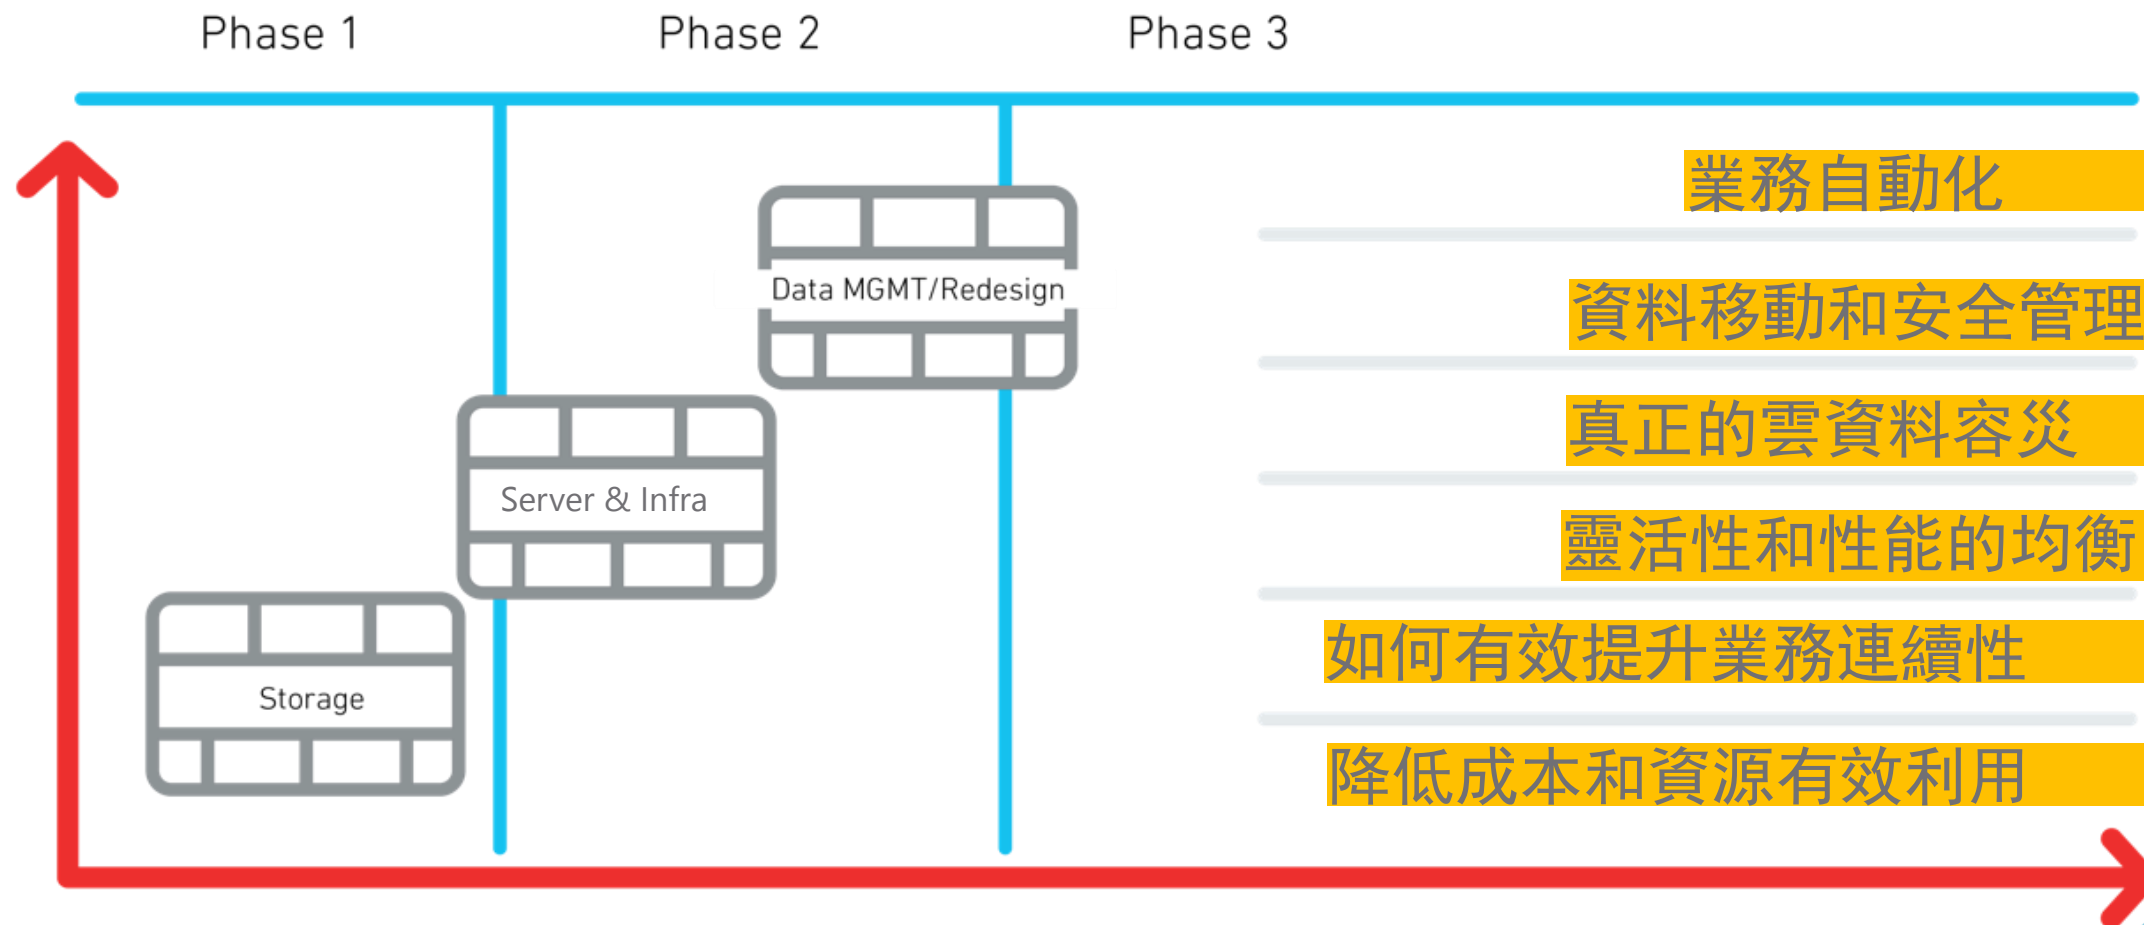 Phase 1
Phase 2
Phase 3
Data MGMT/Redesign
Server & Infra
Storage
業務自動化
資料移動和安全管理
真正的雲資料容災
靈活性和性能的均衡
如何有效提升業務連續性
降低成本和資源有效利用